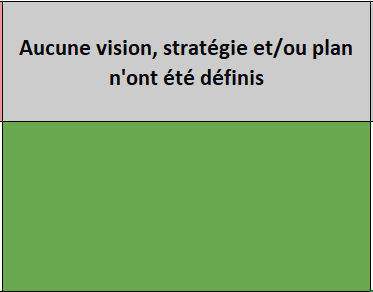 Aucune vision, stratégie et/ou plan
n'ont été définis